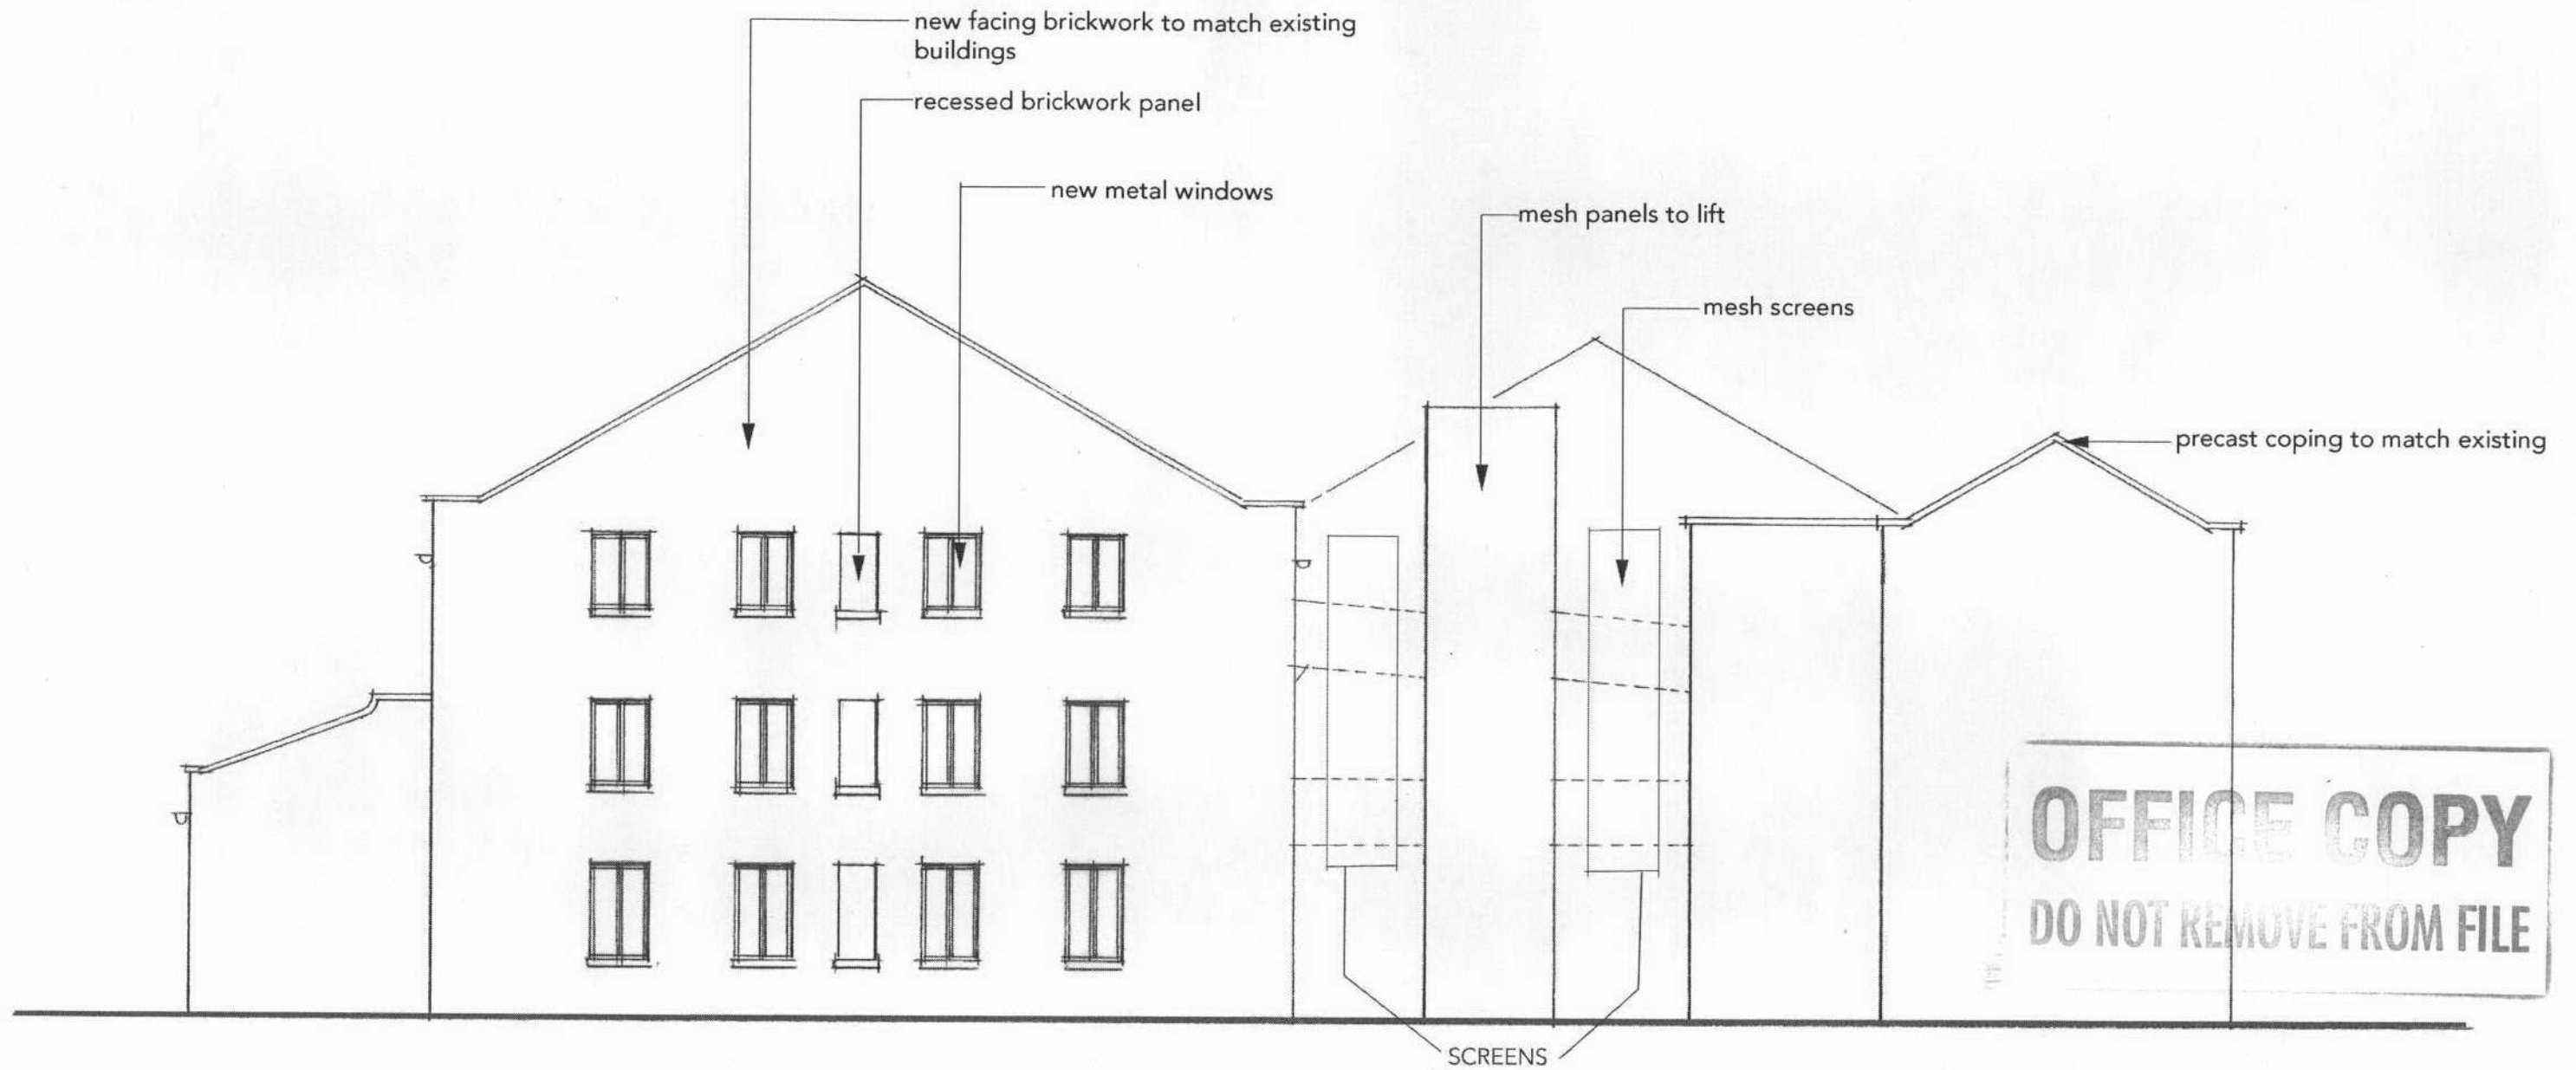 new facing brickwork to match existing
buildings
recessed brickwork panel
new metal windows
mesh panels to lift
mesh screens
precast coping to match existing
OFFICE COPY
DO NOT REMOVE FROM FILE
SCREENS